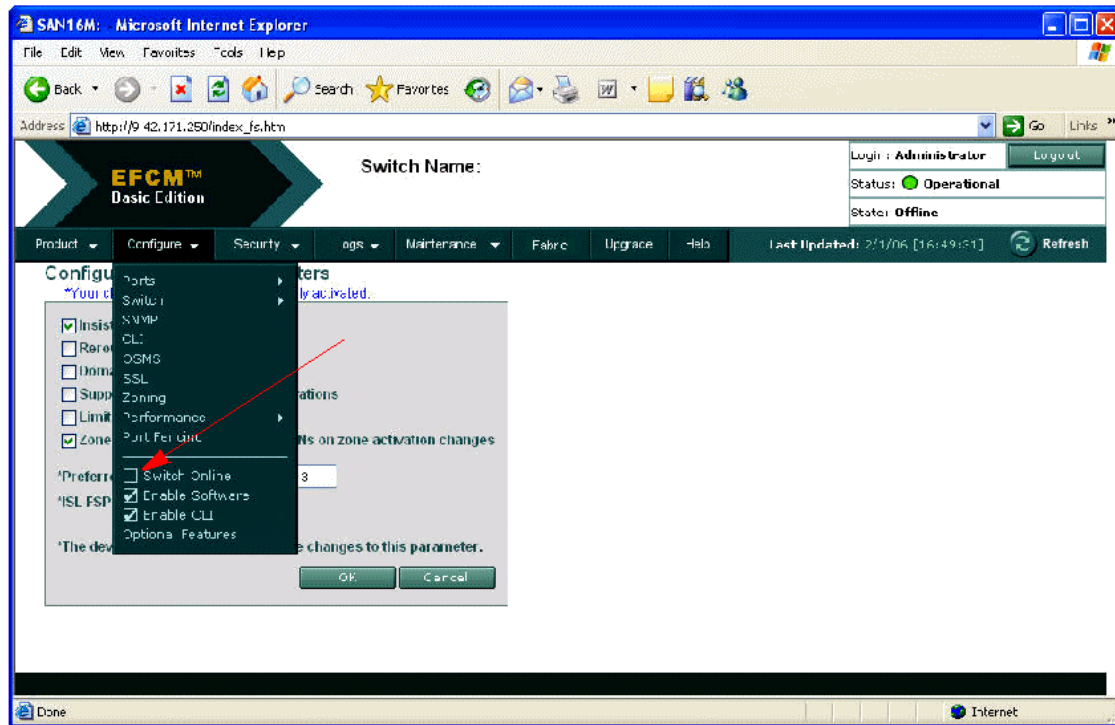 SAN16M: - Microsoft Internet Explorer
File Edit View Favorites Tools Help
Back Search Favorites
Address http://9.42.171.250/index_fs.htm Go Links
EFCM™
Basic Edition
Switch Name:
Login: Administrator Logout
Status: Operational
State: Offline
Product Configure Security Logs Maintenance Fabric Upgrade Help Last Updated: 2/1/06 [16:49:31] Refresh
Configu ters
*Your c ly activated.
Insist
Rero
Doma
Supp rations
Limit
Zone Ns on zone activation changes
*Preferr 3
*ISL FSP
*The dev e changes to this parameter.
OK Cancel
Ports
Switch
SNMP
CLI
OSMS
SSL
Zoning
Performance
Port Fencing
Switch Online
Enable Software
Enable CLI
Optional Features
Done Internet